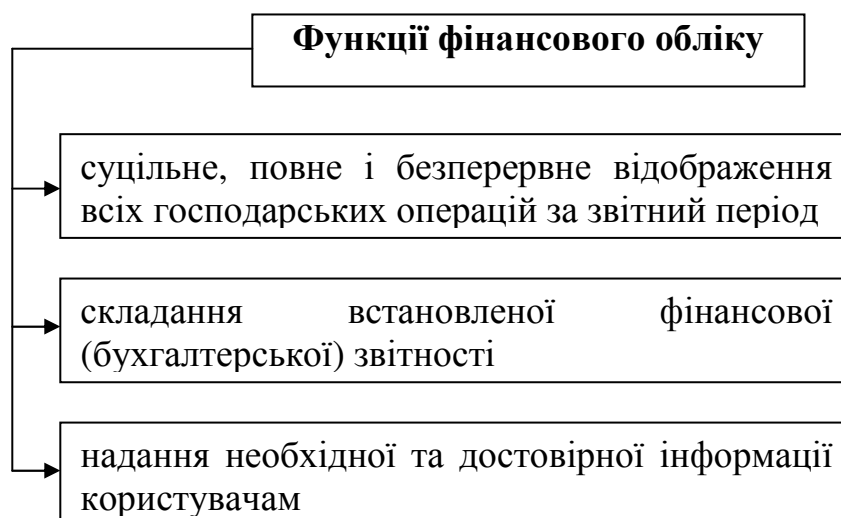 Функції фінансового обліку
суцільне, повне і безперервне відображення
всіх господарських операцій за звітний період
складання встановленої фінансової
(бухгалтерської) звітності
надання необхідної та достовірної інформації
користувачам